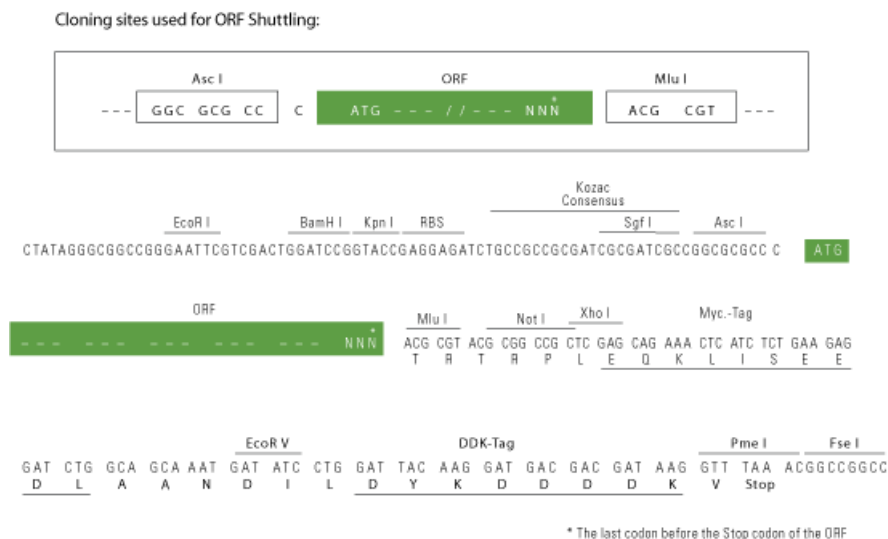 Cloning sites used for ORF Shuttling:
Asc I ORF Mlu I
--- GGC GCG CC C ATG --- // --- NNN* ACG CGT ---
Kozac
Consensus
EcoR I BamH I Kpn I RBS Sgf I Asc I
CTATAGGGCGGCCGGGAATTCGTCGACTGGATCCGGTACCGAGGAGATCTGCCGCCGCGATCGCGATCGCCGGCGCGCC C ATG
ORF Mlu I Not I Xho I Myc.-Tag
--- --- --- --- --- --- NNN* ACG CGT ACG CGG CCG CTC GAG CAG AAA CTC ATC TCT GAA GAG
T R T R P L E Q K L I S E E
EcoR V DDK-Tag Pme I Fse I
GAT CTG GCA GCA AAT GAT ATC CTG GAT TAC AAG GAT GAC GAC GAT AAG GTT TAA ACGGCCGGCC
D L A A N D I L D Y K D D D D K V Stop
* The last codon before the Stop codon of the ORF